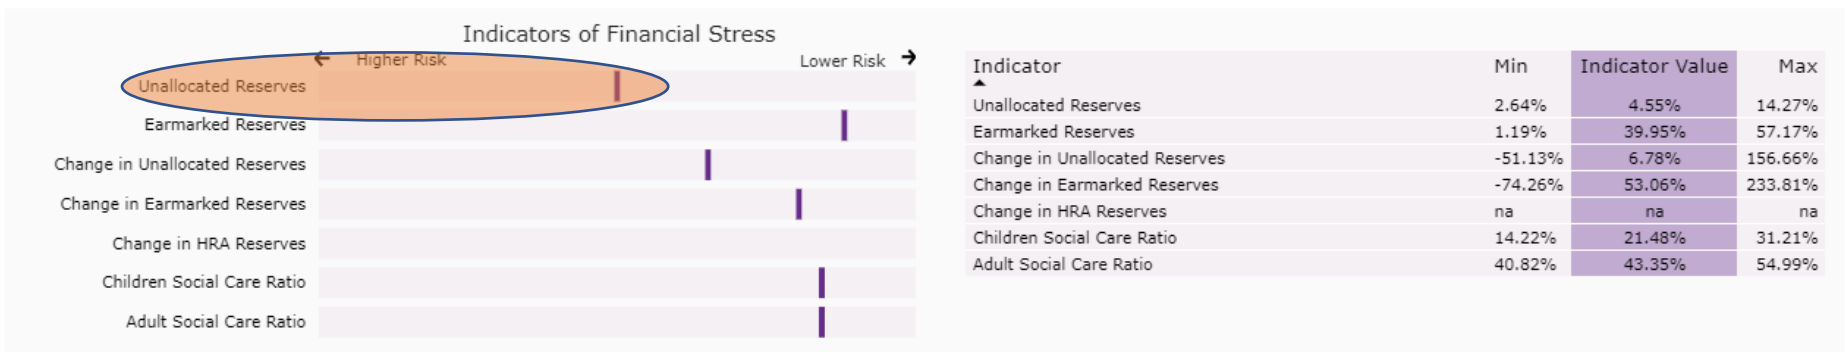 Indicators of Financial Stress
← Higher Risk Lower Risk →
Unallocated Reserves
Earmarked Reserves
Change in Unallocated Reserves
Change in Earmarked Reserves
Change in HRA Reserves
Children Social Care Ratio
Adult Social Care Ratio
Indicator Min Indicator Value Max
Unallocated Reserves 2.64% 4.55% 14.27%
Earmarked Reserves 1.19% 39.95% 57.17%
Change in Unallocated Reserves -51.13% 6.78% 156.66%
Change in Earmarked Reserves -74.26% 53.06% 233.81%
Change in HRA Reserves na na na
Children Social Care Ratio 14.22% 21.48% 31.21%
Adult Social Care Ratio 40.82% 43.35% 54.99%